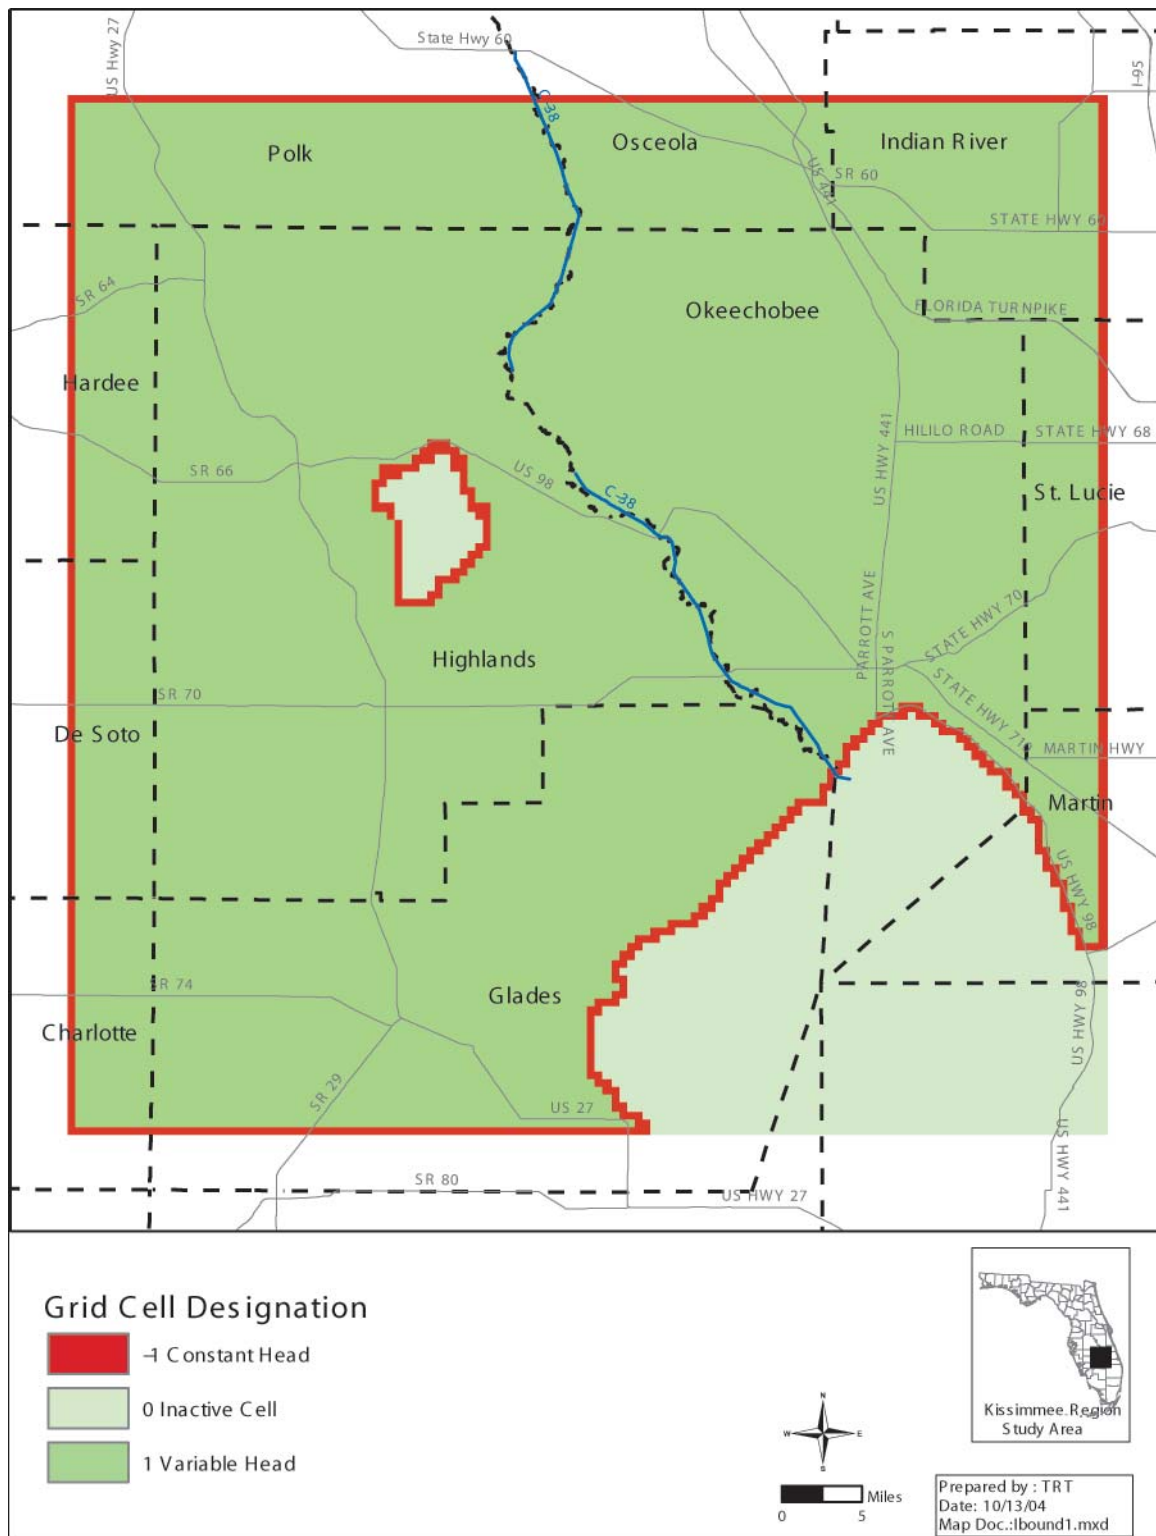 US Hwy 27
State Hwy 60
I-95
C-38
Polk
Osceola
Indian River
US 441
SR 60
STATE HWY 60
SR 64
Okeechobee
FLORIDA TURNPIKE
Hardee
US HWY 441
HILILO ROAD
STATE HWY 68
SR 66
US 98
C-38
St. Lucie
PARROTT AVE
S PARROTT AVE
STATE HWY 70
Highlands
STATE HWY 710
SR 70
De Soto
MARTIN HWY
Martin
US HWY 98
SR 74
Glades
Charlotte
US HWY 98
SR 29
US 27
US HWY 441
SR 80
US HWY 27
Grid Cell Designation
-1 Constant Head
0 Inactive Cell
1 Variable Head
N
W
E
S
0
5
Miles
Kissimmee Region
Study Area
Prepared by : TRT
Date: 10/13/04
Map Doc.:Ibound1.mxd